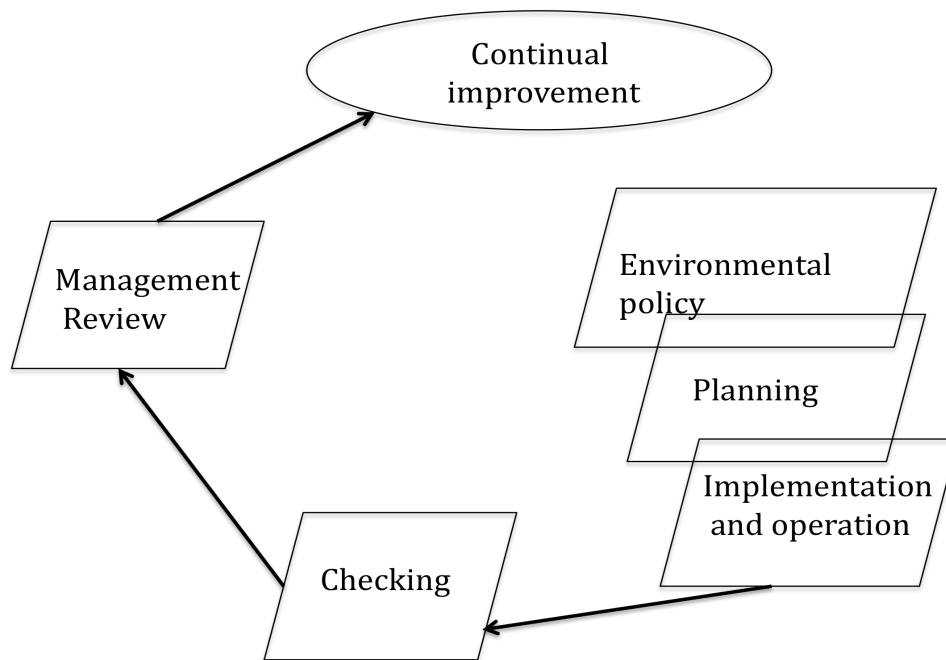 Continual
improvement
Environmental
policy
Planning
Implementation
and operation
Checking
Management
Review